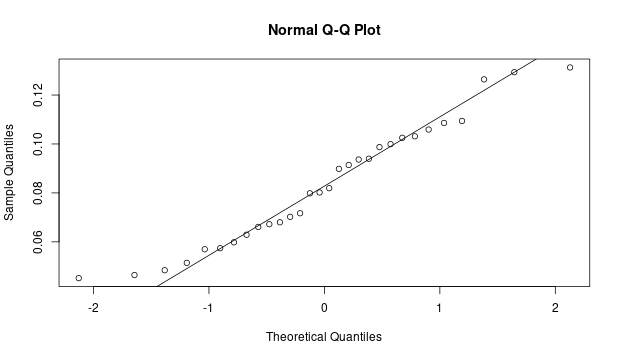 Normal Q-Q Plot
Sample Quantiles
0.12
0.10
0.08
0.06
-2 -1 0 1 2
Theoretical Quantiles